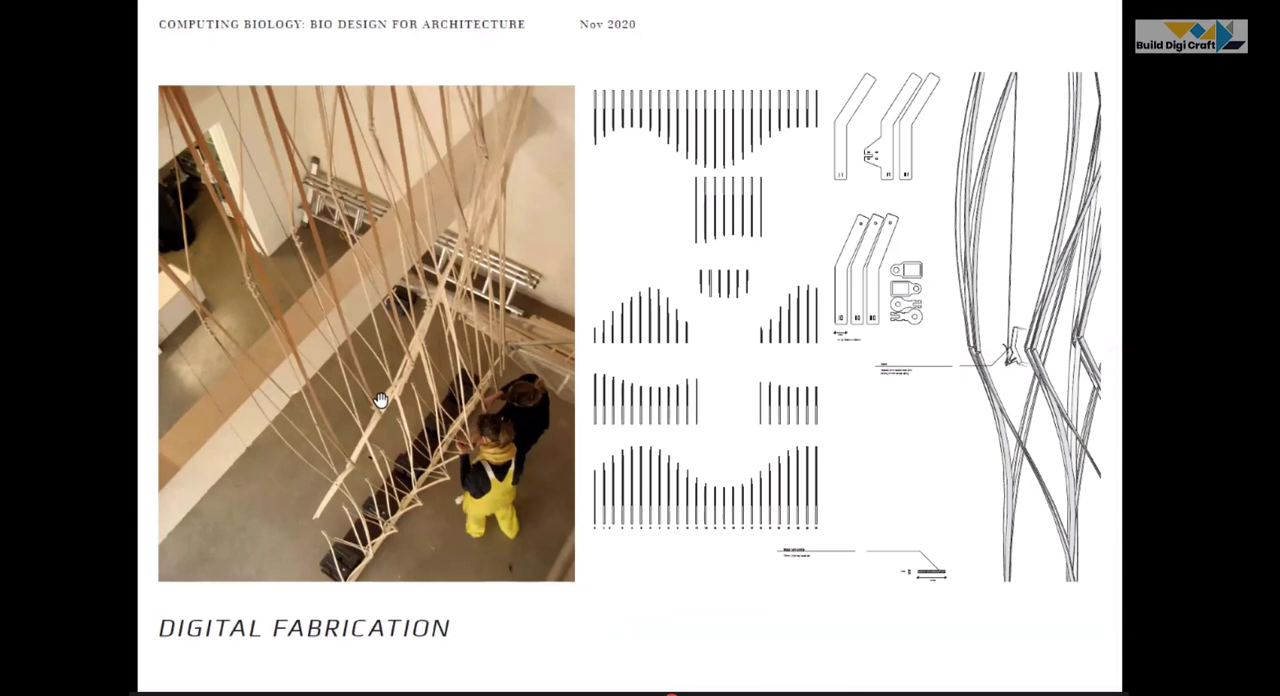 COMPUTING BIOLOGY: BIO DESIGN FOR ARCHITECTURE Nov 2020
Build Digi Craft
DIGITAL FABRICATION